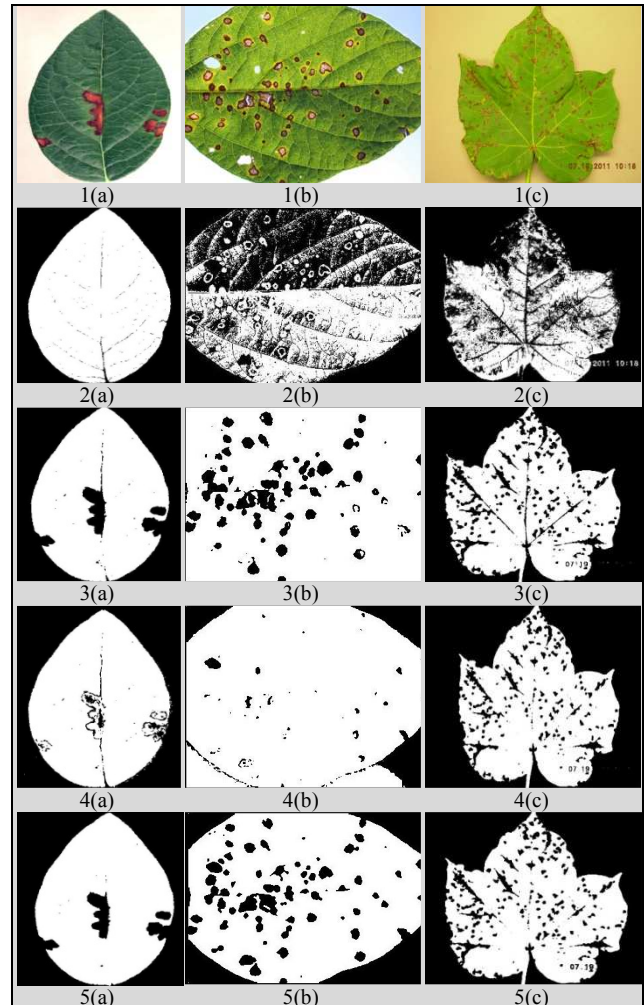 07.19.2011 10:18
1(a) 1(b) 1(c)
2011 10:18
2(a) 2(b) 2(c)
07 19
3(a) 3(b) 3(c)
07 19
4(a) 4(b) 4(c)
07.19
5(a) 5(b) 5(c)